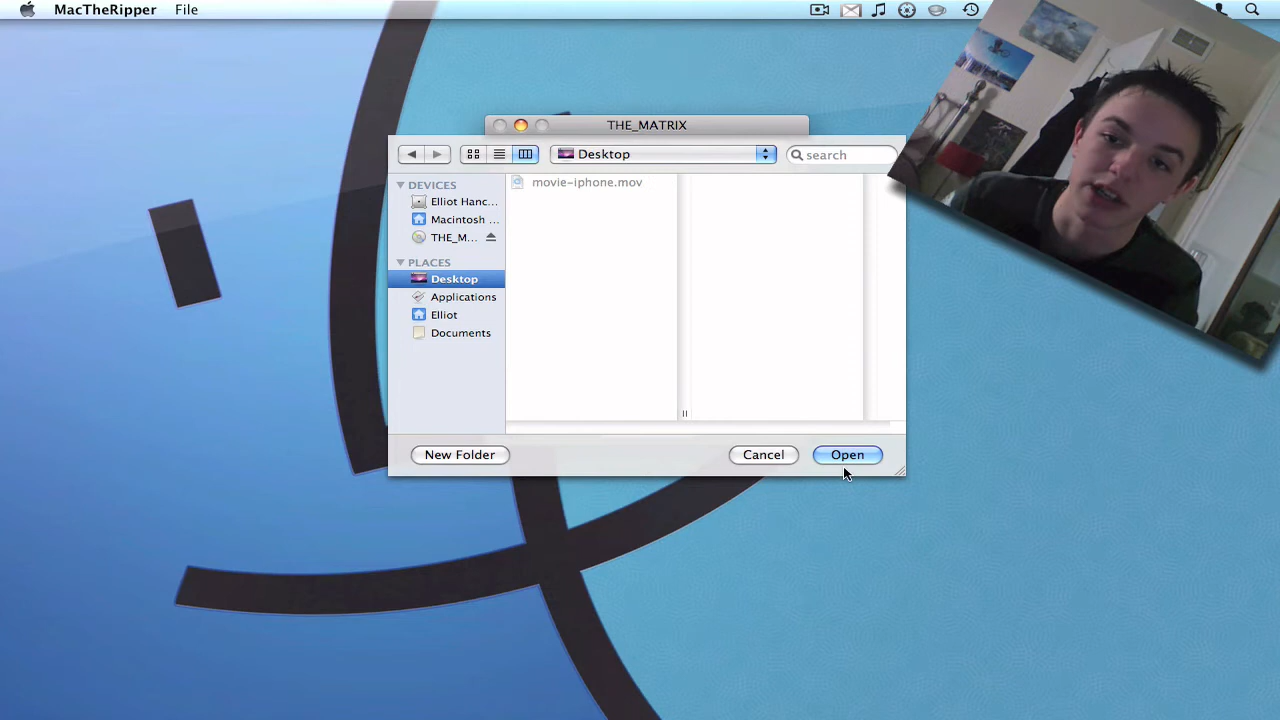 MacTheRipper File
THE_MATRIX
Desktop
search
DEVICES
movie-iphone.mov
Elliot Hanc...
Macintosh ...
THE_M...
PLACES
Desktop
Applications
Elliot
Documents
New Folder Cancel Open